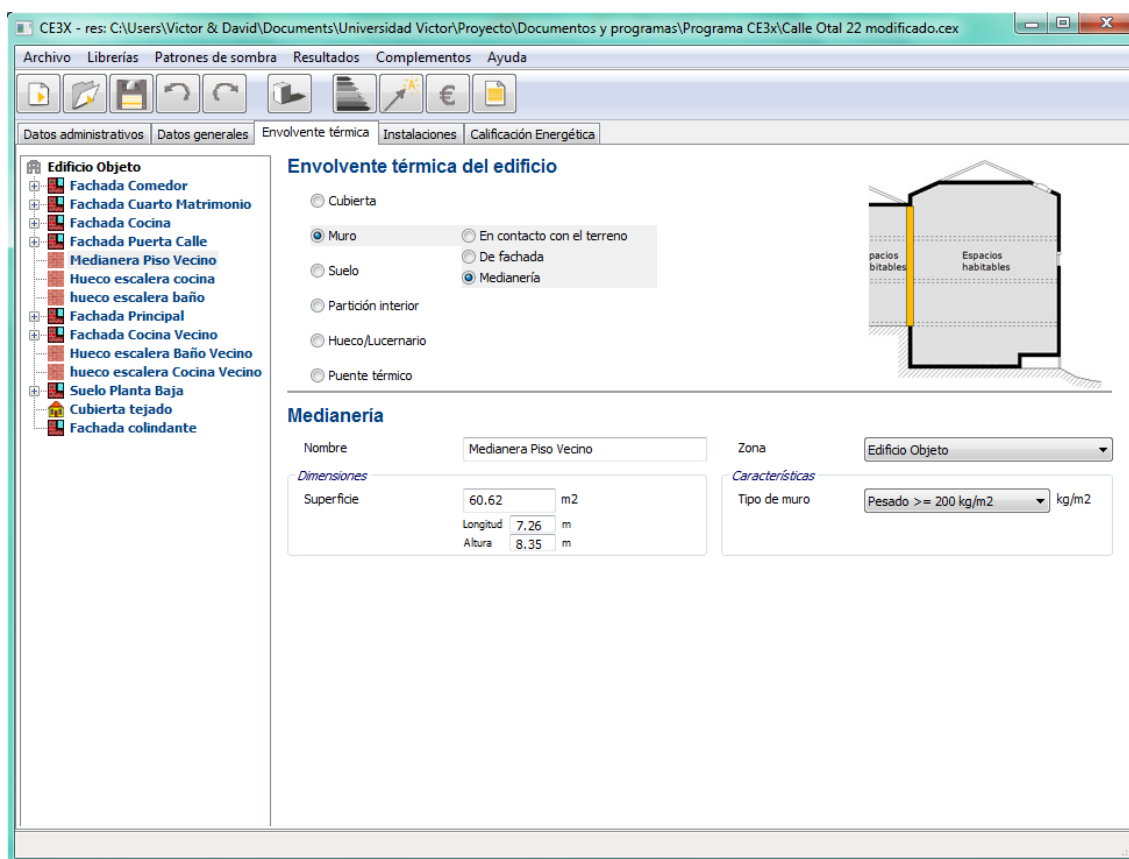 CE3X - res: C:\Users\Victor & David\Documents\Universidad Victor\Proyecto\Documentos y programas\Programa CE3x\Calle Otal 22 modificado.cex
Archivo Librerías Patrones de sombra Resultados Complementos Ayuda
Datos administrativos Datos generales Envolvente térmica Instalaciones Calificación Energética
Edificio Objeto
Fachada Comedor
Fachada Cuarto Matrimonio
Fachada Cocina
Fachada Puerta Calle
Medianera Piso Vecino
Hueco escalera cocina
hueco escalera baño
Fachada Principal
Fachada Cocina Vecino
Hueco escalera Baño Vecino
hueco escalera Cocina Vecino
Suelo Planta Baja
Cubierta tejado
Fachada colindante
Envolvente térmica del edificio
Cubierta
Muro
En contacto con el terreno
De fachada
Medianería
Suelo
Partición interior
Hueco/Lucernario
Puente térmico
pacios
bitables
Espacios
habitables
Medianería
Nombre Medianera Piso Vecino Zona Edificio Objeto
Dimensiones Características
Superficie 60.62 m2 Tipo de muro Pesado >= 200 kg/m2 kg/m2
Longitud 7.26 m
Altura 8.35 m